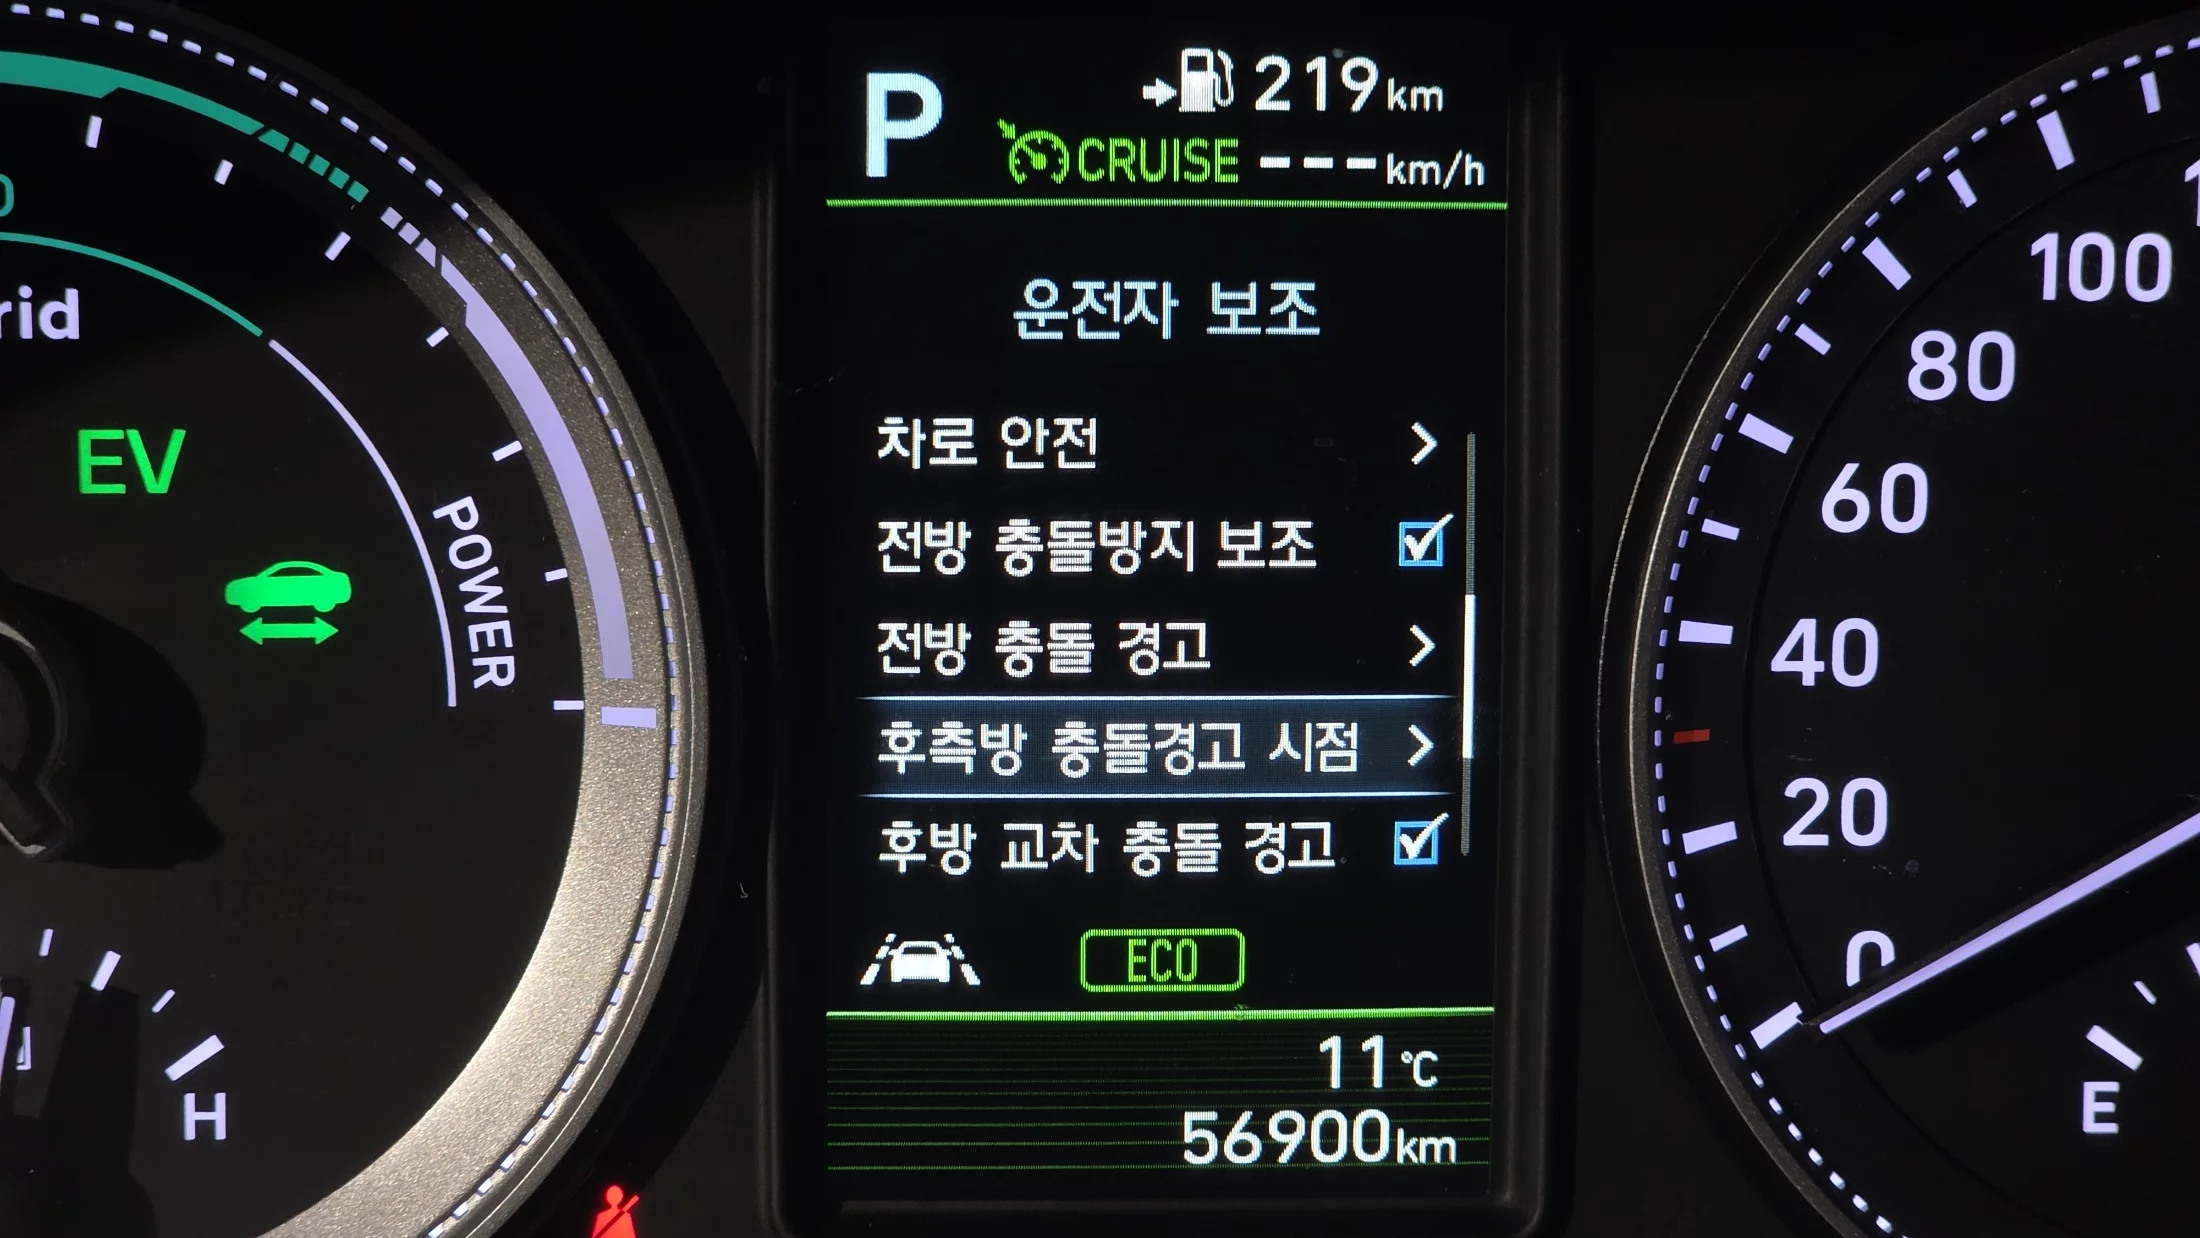 P
219km
CRUISE ---km/h
운전자 보조
차로 안전
전방 충돌방지 보조
전방 충돌 경고
후측방 충돌경고 시점
후방 교차 충돌 경고
ECO
11℃
56900km
rid
EV
POWER
H
100
80
60
40
20
0
E